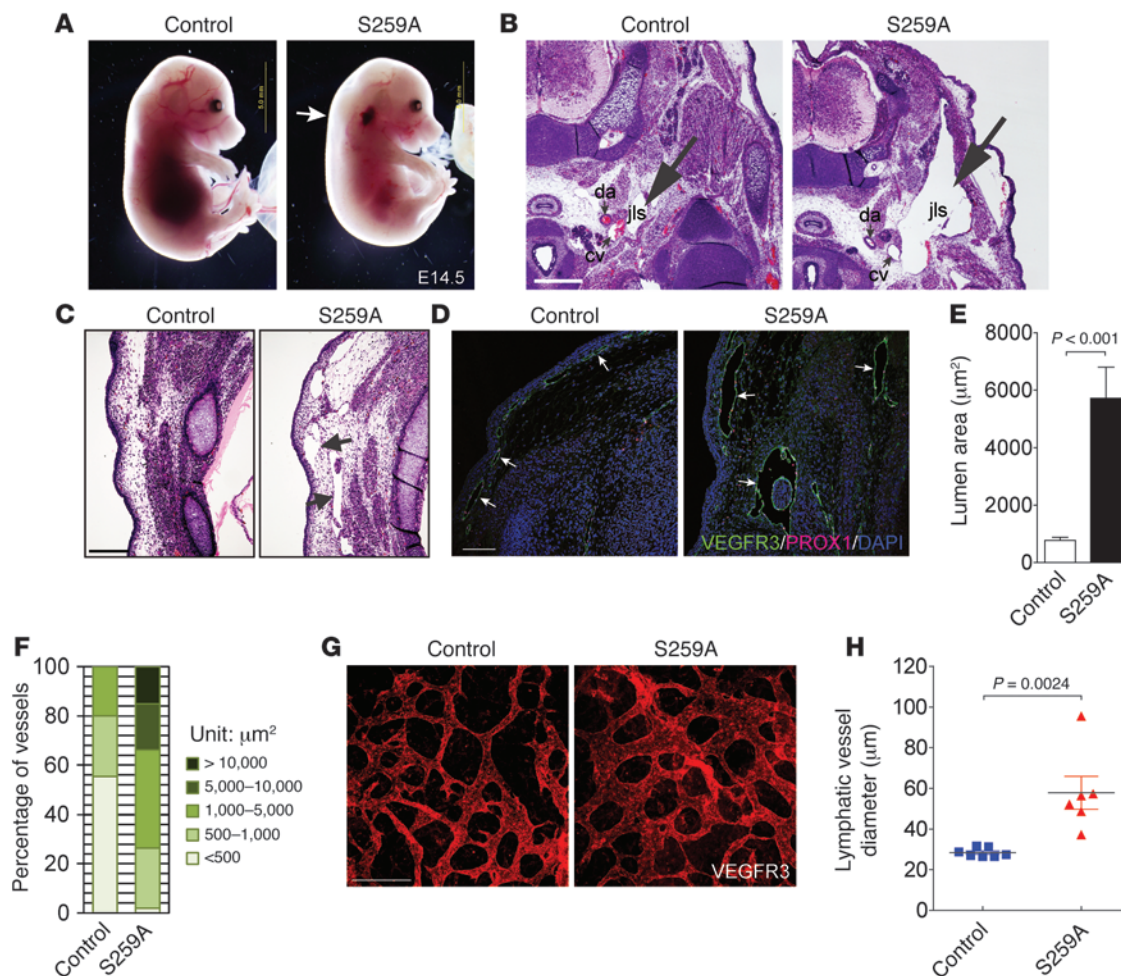 A
Control
S259A
5.0 mm
E14.5
B
Control
S259A
da
jls
cv
da
jls
cv
C
Control
S259A
D
Control
S259A
VEGFR3/PROX1/DAPI
E
8000
6000
4000
2000
0
Lumen area (μm²)
P < 0.001
Control
S259A
F
100
80
60
40
20
0
Percentage of vessels
Control
S259A
Unit: μm²
> 10,000
5,000–10,000
1,000–5,000
500–1,000
<500
G
Control
S259A
VEGFR3
H
120
100
80
60
40
20
0
Lymphatic vessel
diameter (μm)
P = 0.0024
Control
S259A